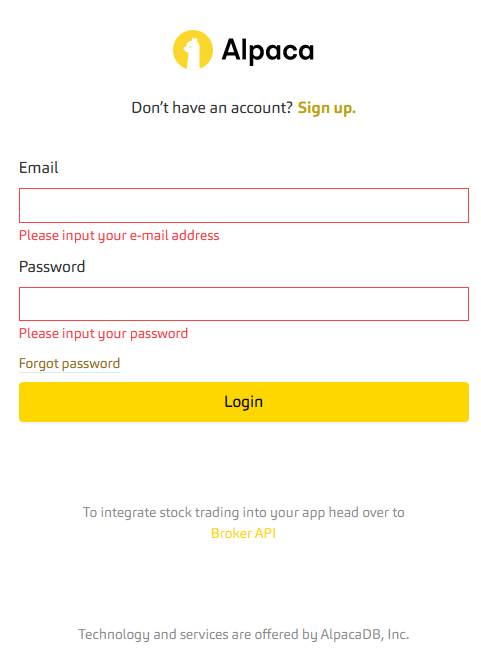 Alpaca
Don’t have an account? Sign up.
Email
Please input your e-mail address
Password
Please input your password
Forgot password
Login
To integrate stock trading into your app head over to
Broker API
Technology and services are offered by AlpacaDB, Inc.